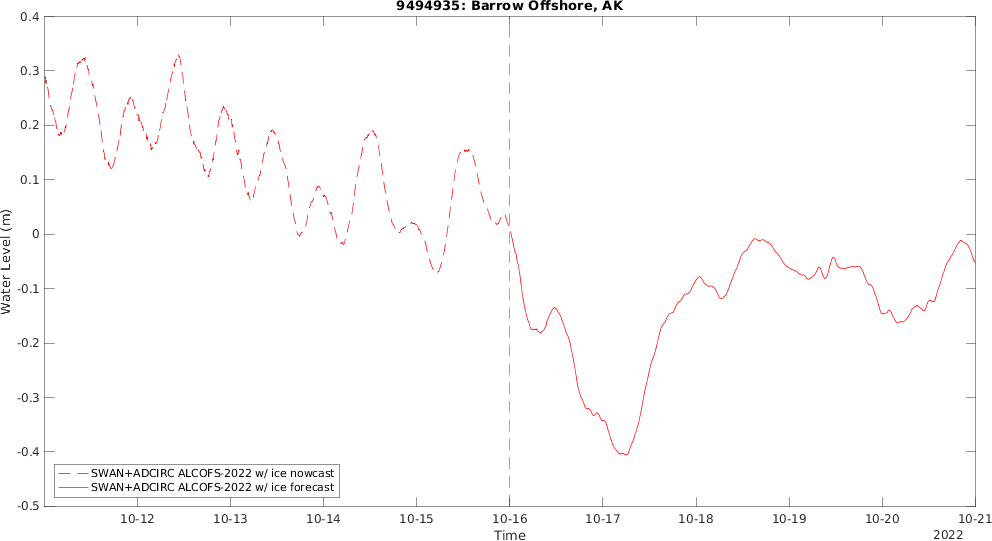 9494935: Barrow Offshore, AK
0.4
0.3
0.2
0.1
0
-0.1
-0.2
-0.3
-0.4
-0.5
Water Level (m)
SWAN+ADCIRC ALCOFS-2022 w/ ice nowcast
SWAN+ADCIRC ALCOFS-2022 w/ ice forecast
10-12 10-13 10-14 10-15 10-16 10-17 10-18 10-19 10-20 10-21
Time
2022